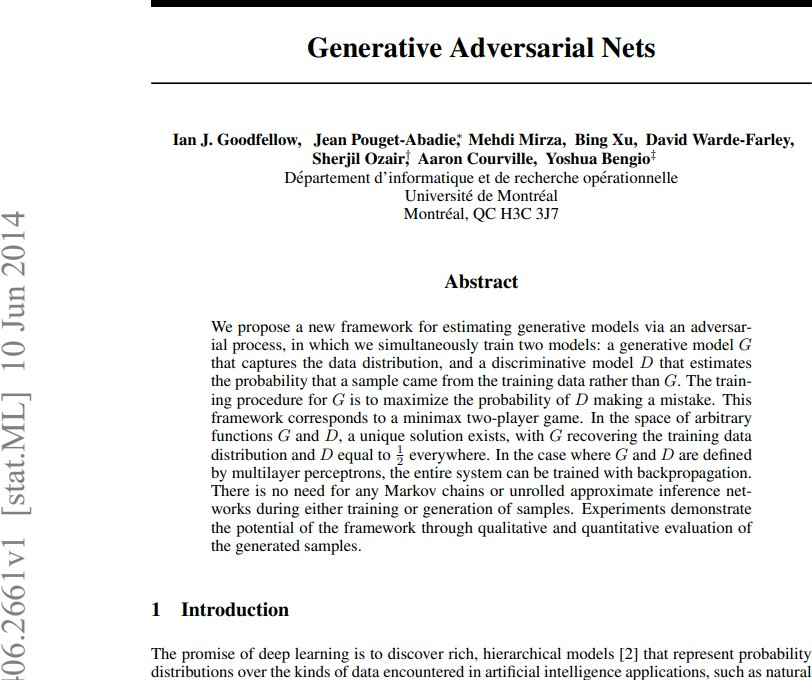 Generative Adversarial Nets
Ian J. Goodfellow, Jean Pouget-Abadie,* Mehdi Mirza, Bing Xu, David Warde-Farley,
Sherjil Ozair,† Aaron Courville, Yoshua Bengio‡
Département d'informatique et de recherche opérationnelle
Université de Montréal
Montréal, QC H3C 3J7
Abstract
We propose a new framework for estimating generative models via an adversar-
ial process, in which we simultaneously train two models: a generative model G
that captures the data distribution, and a discriminative model D that estimates
the probability that a sample came from the training data rather than G. The train-
ing procedure for G is to maximize the probability of D making a mistake. This
framework corresponds to a minimax two-player game. In the space of arbitrary
functions G and D, a unique solution exists, with G recovering the training data
distribution and D equal to 1/2 everywhere. In the case where G and D are defined
by multilayer perceptrons, the entire system can be trained with backpropagation.
There is no need for any Markov chains or unrolled approximate inference net-
works during either training or generation of samples. Experiments demonstrate
the potential of the framework through qualitative and quantitative evaluation of
the generated samples.
1 Introduction
The promise of deep learning is to discover rich, hierarchical models [2] that represent probability
distributions over the kinds of data encountered in artificial intelligence applications, such as natural
06.2661v1 [stat.ML] 10 Jun 2014